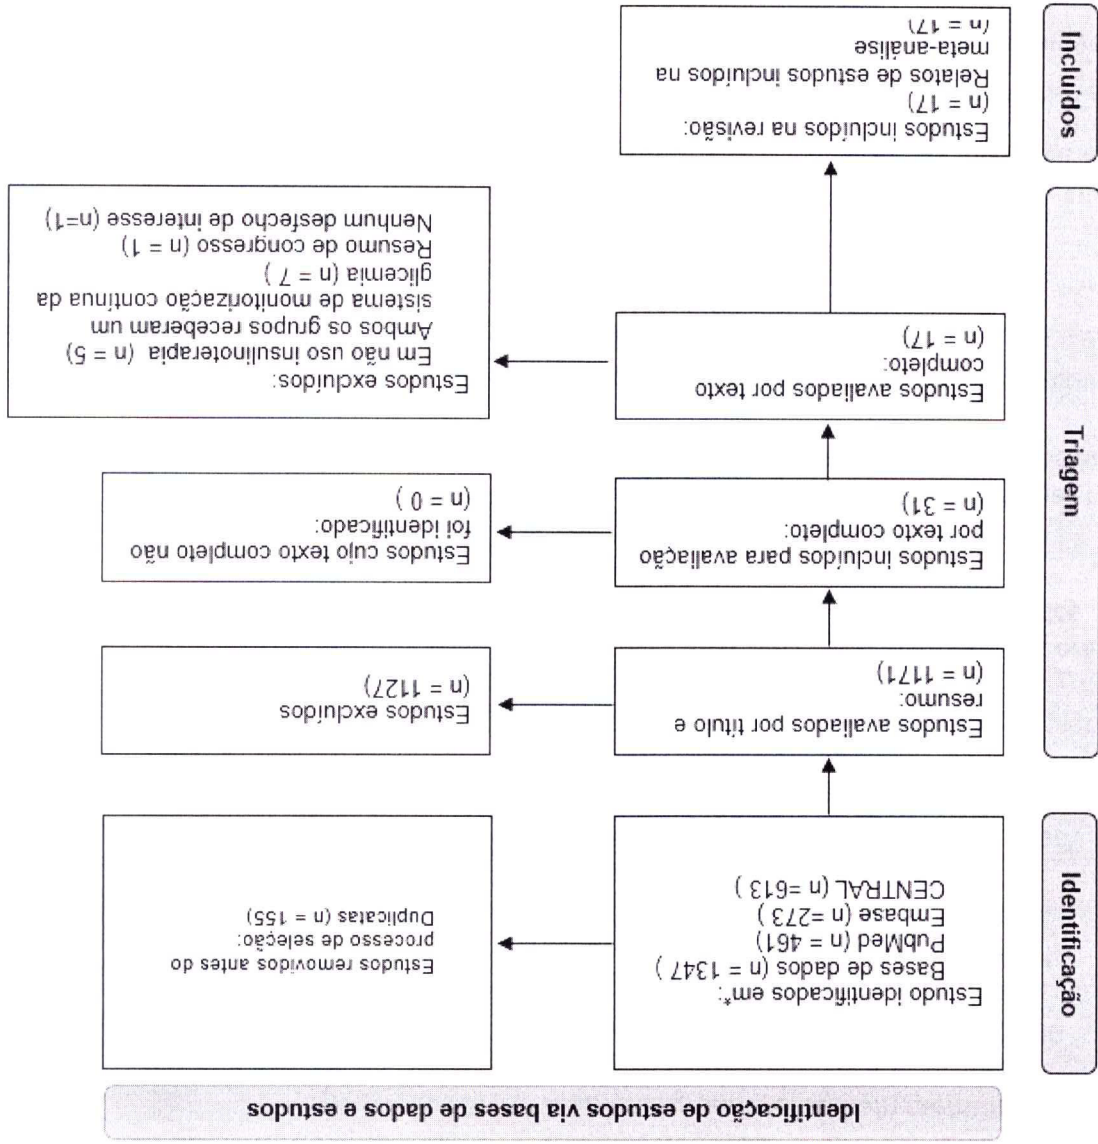 Identificação de estudos via bases de dados e estudos
Identificação
Estudo identificados em*:
Bases de dados (n = 1347 )
PubMed (n = 461)
Embase (n =273 )
CENTRAL (n =613 )
Estudos removidos antes do
processo de seleção:
Duplicatas (n = 155)
Triagem
Estudos avaliados por título e
resumo:
(n = 1171)
Estudos excluídos
(n = 1127)
Estudos incluídos para avaliação
por texto completo:
(n = 31)
Estudos cujo texto completo não
foi identificado:
(n = 0 )
Estudos avaliados por texto
completo:
(n = 17)
Estudos excluídos:
Em não uso insulinoterapia (n = 5)
Ambos os grupos receberam um
sistema de monitorização contínua da
glicemia (n = 7 )
Resumo de congresso (n = 1)
Nenhum desfecho de interesse (n=1)
Incluídos
Estudos incluídos na revisão:
(n = 17)
Relatos de estudos incluídos na
meta-análise
(n = 17)